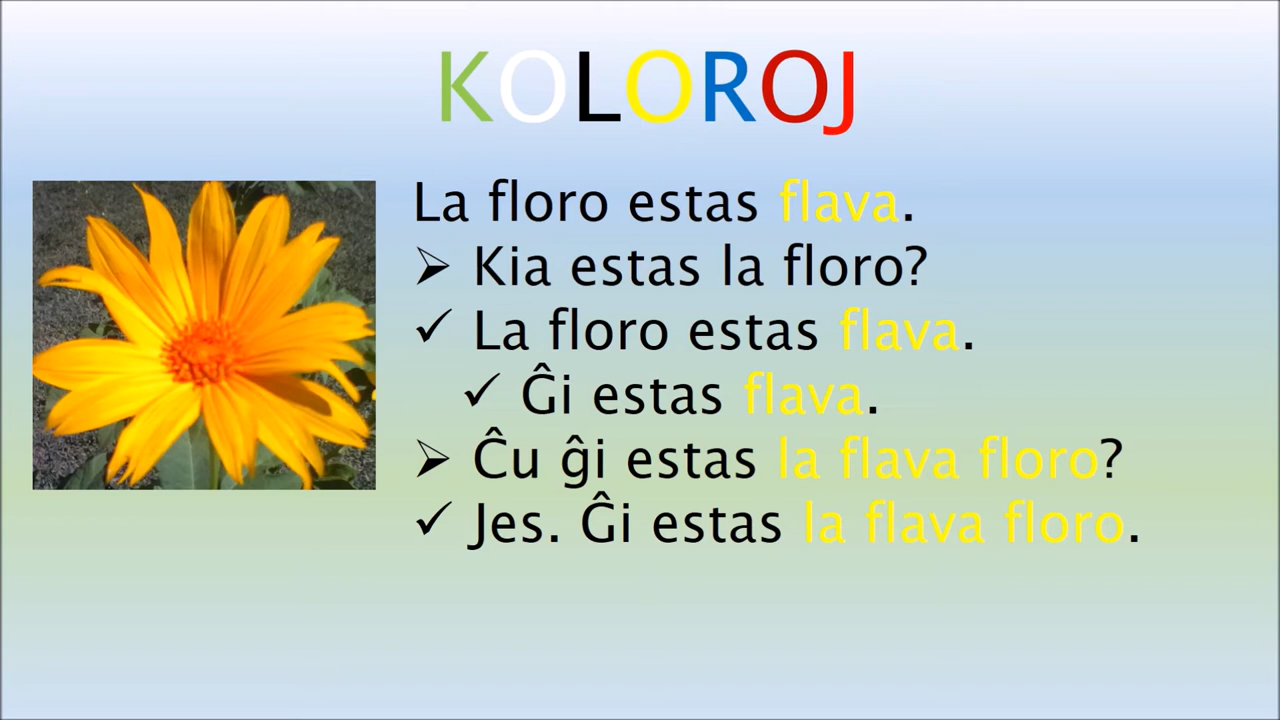 KOLOROJ
La floro estas flava.
➢ Kia estas la floro?
✓ La floro estas flava.
✓ Ĝi estas flava.
➢ Ĉu ĝi estas la flava floro?
✓ Jes. Ĝi estas la flava floro.